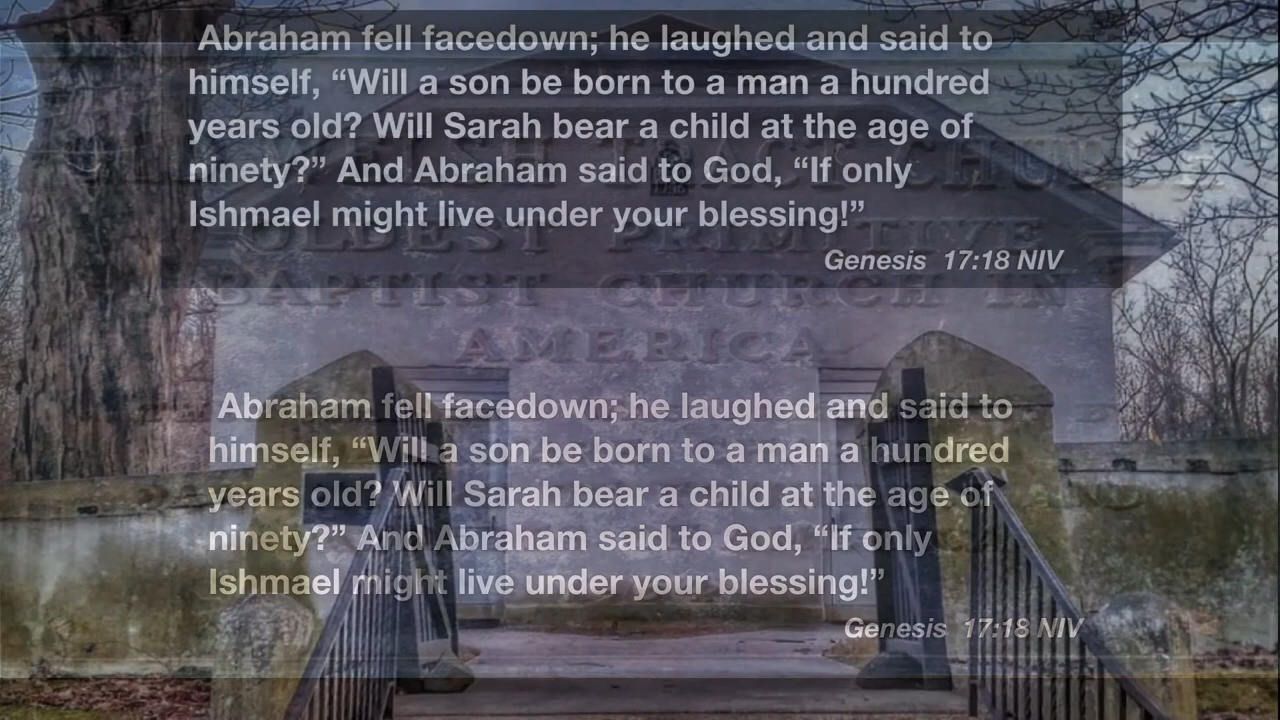 Abraham fell facedown; he laughed and said to
himself, “Will a son be born to a man a hundred
years old? Will Sarah bear a child at the age of
ninety?” And Abraham said to God, “If only
Ishmael might live under your blessing!”
Genesis 17:18 NIV
WELSH TRACT CHURCH
OLDEST PRIMITIVE
BAPTIST CHURCH IN
AMERICA
Abraham fell facedown; he laughed and said to
himself, “Will a son be born to a man a hundred
years old? Will Sarah bear a child at the age of
ninety?” And Abraham said to God, “If only
Ishmael might live under your blessing!”
Genesis 17:18 NIV